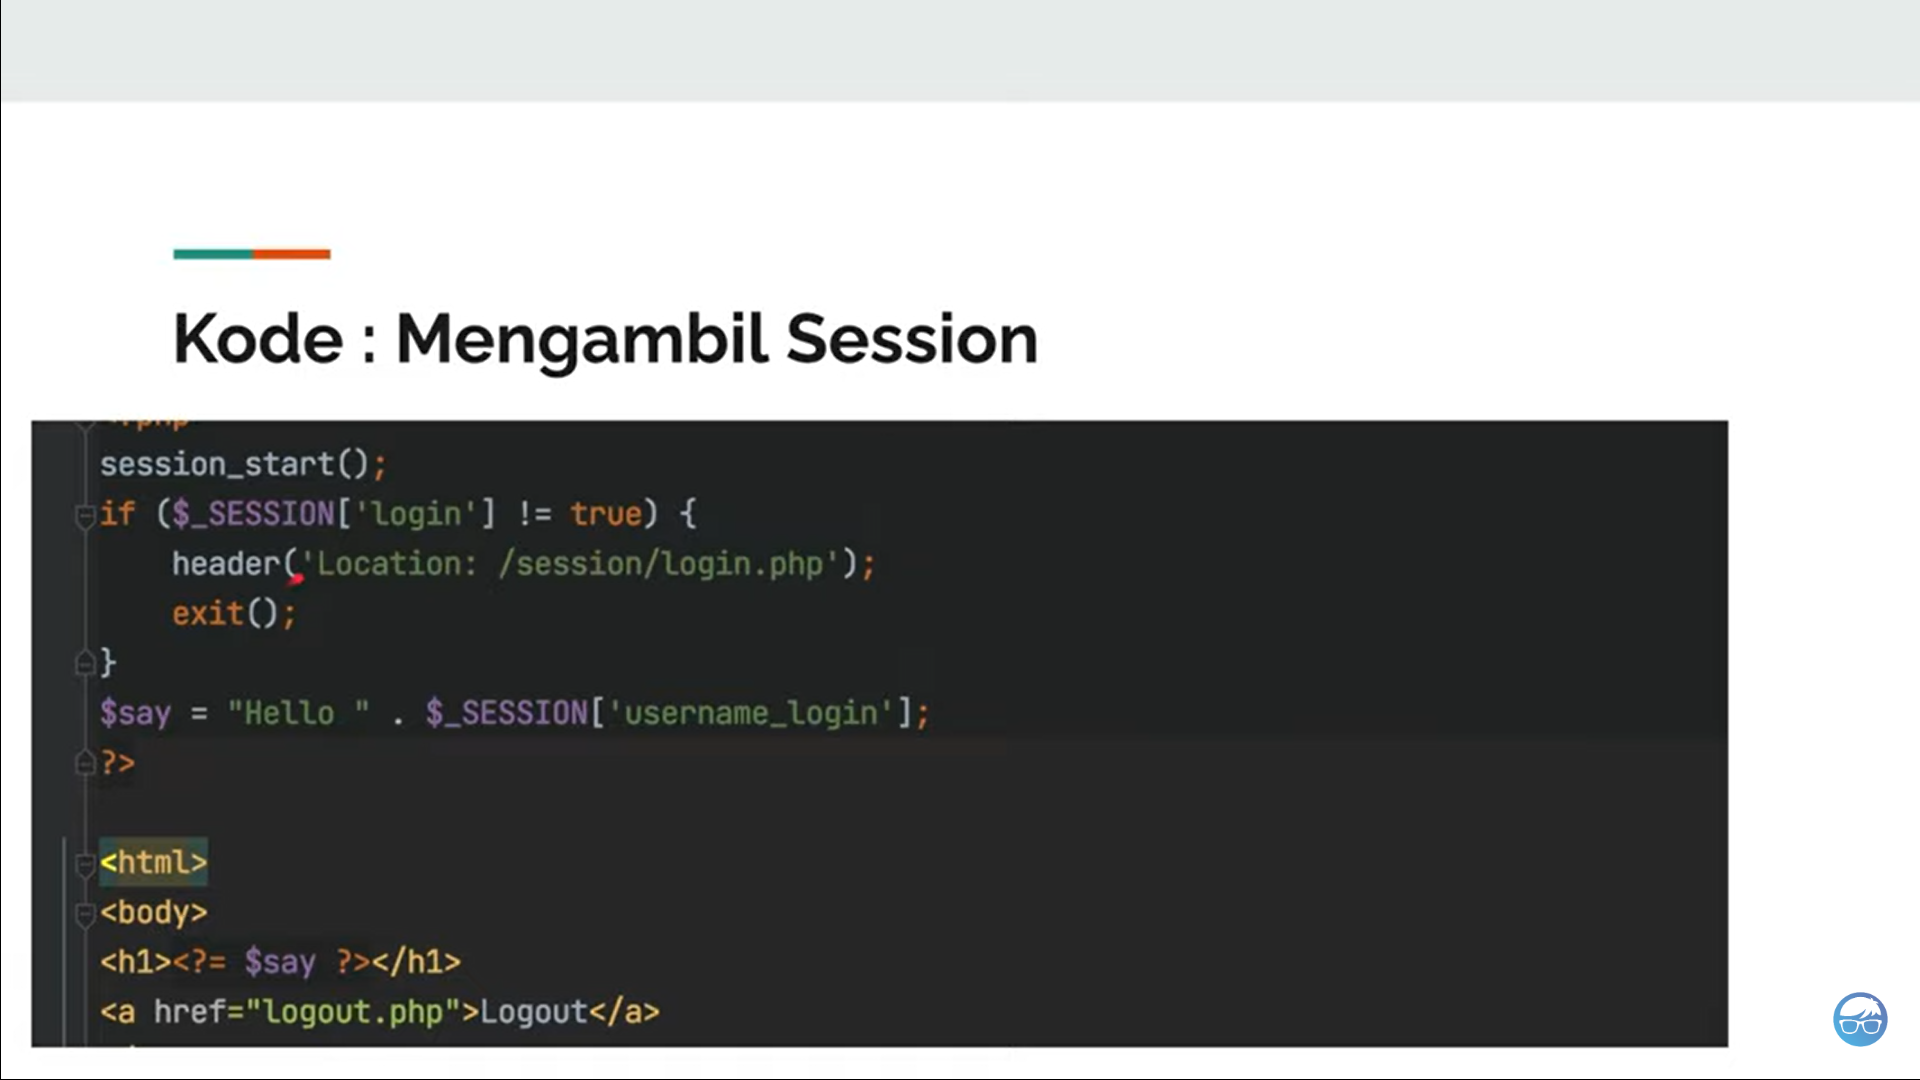 Kode : Mengambil Session
<?php
session_start();
if ($_SESSION['login'] != true) {
    header('Location: /session/login.php');
    exit();
}
$say = "Hello " . $_SESSION['username_login'];
?>
<html>
<body>
<h1><?= $say ?></h1>
<a href="logout.php">Logout</a>